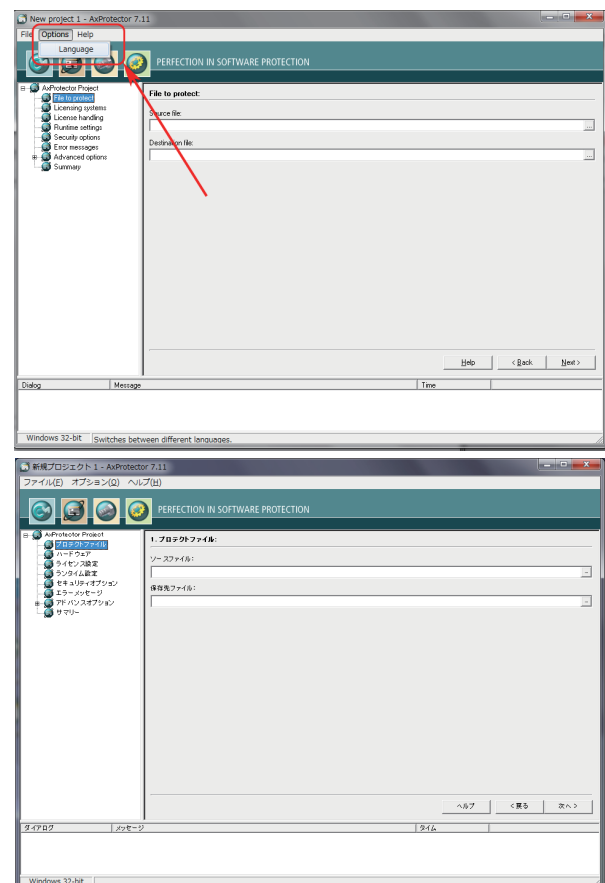 New project 1 - AxProtector 7.11
File Options Help
Language
PERFECTION IN SOFTWARE PROTECTION
AxProtector Project
File to protect
Licensing systems
License handling
Runtime settings
Security options
Error messages
Advanced options
Summary
File to protect:
Source file:
...
Destination file:
...
Help
< Back
Next >
Dialog Message Time
Windows 32-bit Switches between different languages.
新規プロジェクト 1 - AxProtector 7.11
ファイル(F) オプション(O) ヘルプ(H)
PERFECTION IN SOFTWARE PROTECTION
AxProtector Project
プロテクトファイル
ハードウェア
ライセンス設定
ランタイム設定
セキュリティオプション
エラーメッセージ
アドバンスオプション
サマリー
1. プロテクトファイル:
ソースファイル:
保存先ファイル:
ヘルプ
< 戻る
次へ >
ダイアログ メッセージ タイム
Windows 32-bit